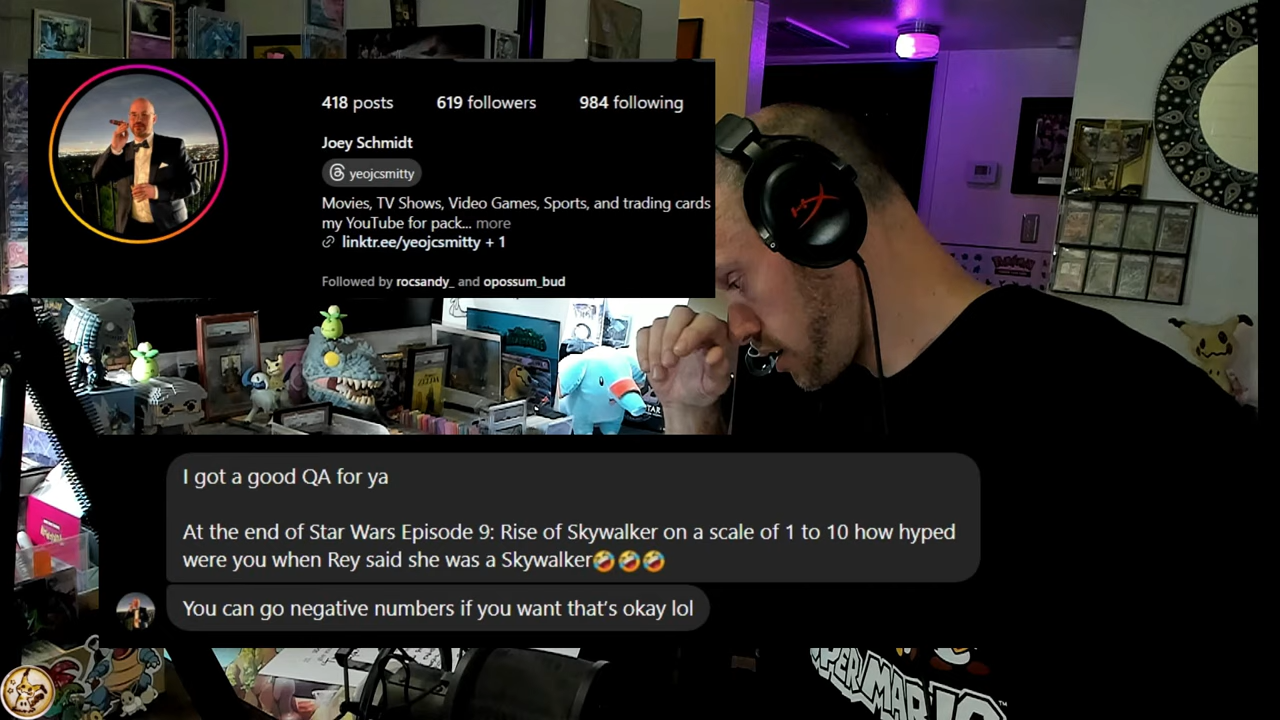 418 posts 619 followers 984 following
Joey Schmidt
yeojcsmitty
Movies, TV Shows, Video Games, Sports, and trading cards
my YouTube for pack... more
linktr.ee/yeojcsmitty + 1
Followed by rocsandy_ and opossum_bud
I got a good QA for ya
At the end of Star Wars Episode 9: Rise of Skywalker on a scale of 1 to 10 how hyped
were you when Rey said she was a Skywalker🤣🤣🤣
You can go negative numbers if you want that's okay lol